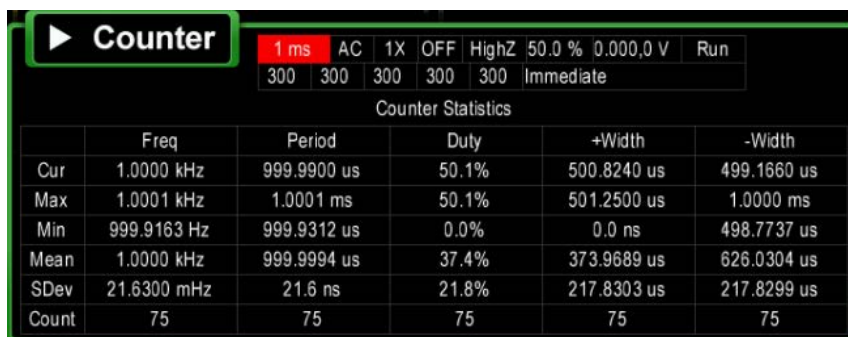 Counter
1 ms AC 1X OFF HighZ 50.0 % 0.000,0 V Run
300 300 300 300 300 Immediate
Counter Statistics
Freq Period Duty +Width -Width
Cur 1.0000 kHz 999.9900 us 50.1% 500.8240 us 499.1660 us
Max 1.0001 kHz 1.0001 ms 50.1% 501.2500 us 1.0000 ms
Min 999.9163 Hz 999.9312 us 0.0% 0.0 ns 498.7737 us
Mean 1.0000 kHz 999.9994 us 37.4% 373.9689 us 626.0304 us
SDev 21.6300 mHz 21.6 ns 21.8% 217.8303 us 217.8299 us
Count 75 75 75 75 75